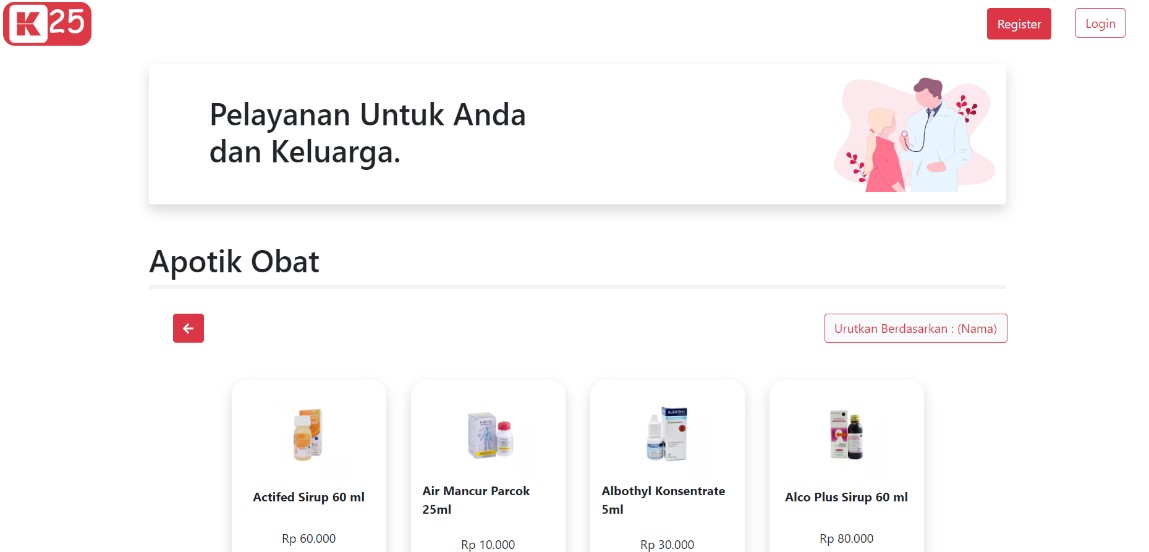 K25
Register
Login
Pelayanan Untuk Anda
dan Keluarga.
Apotik Obat
Urutkan Berdasarkan : (Nama)
Actifed Sirup 60 ml
Rp 60.000
Air Mancur Parcok
25ml
Rp 10.000
Albothyl Konsentrate
5ml
Rp 30.000
Alco Plus Sirup 60 ml
Rp 80.000